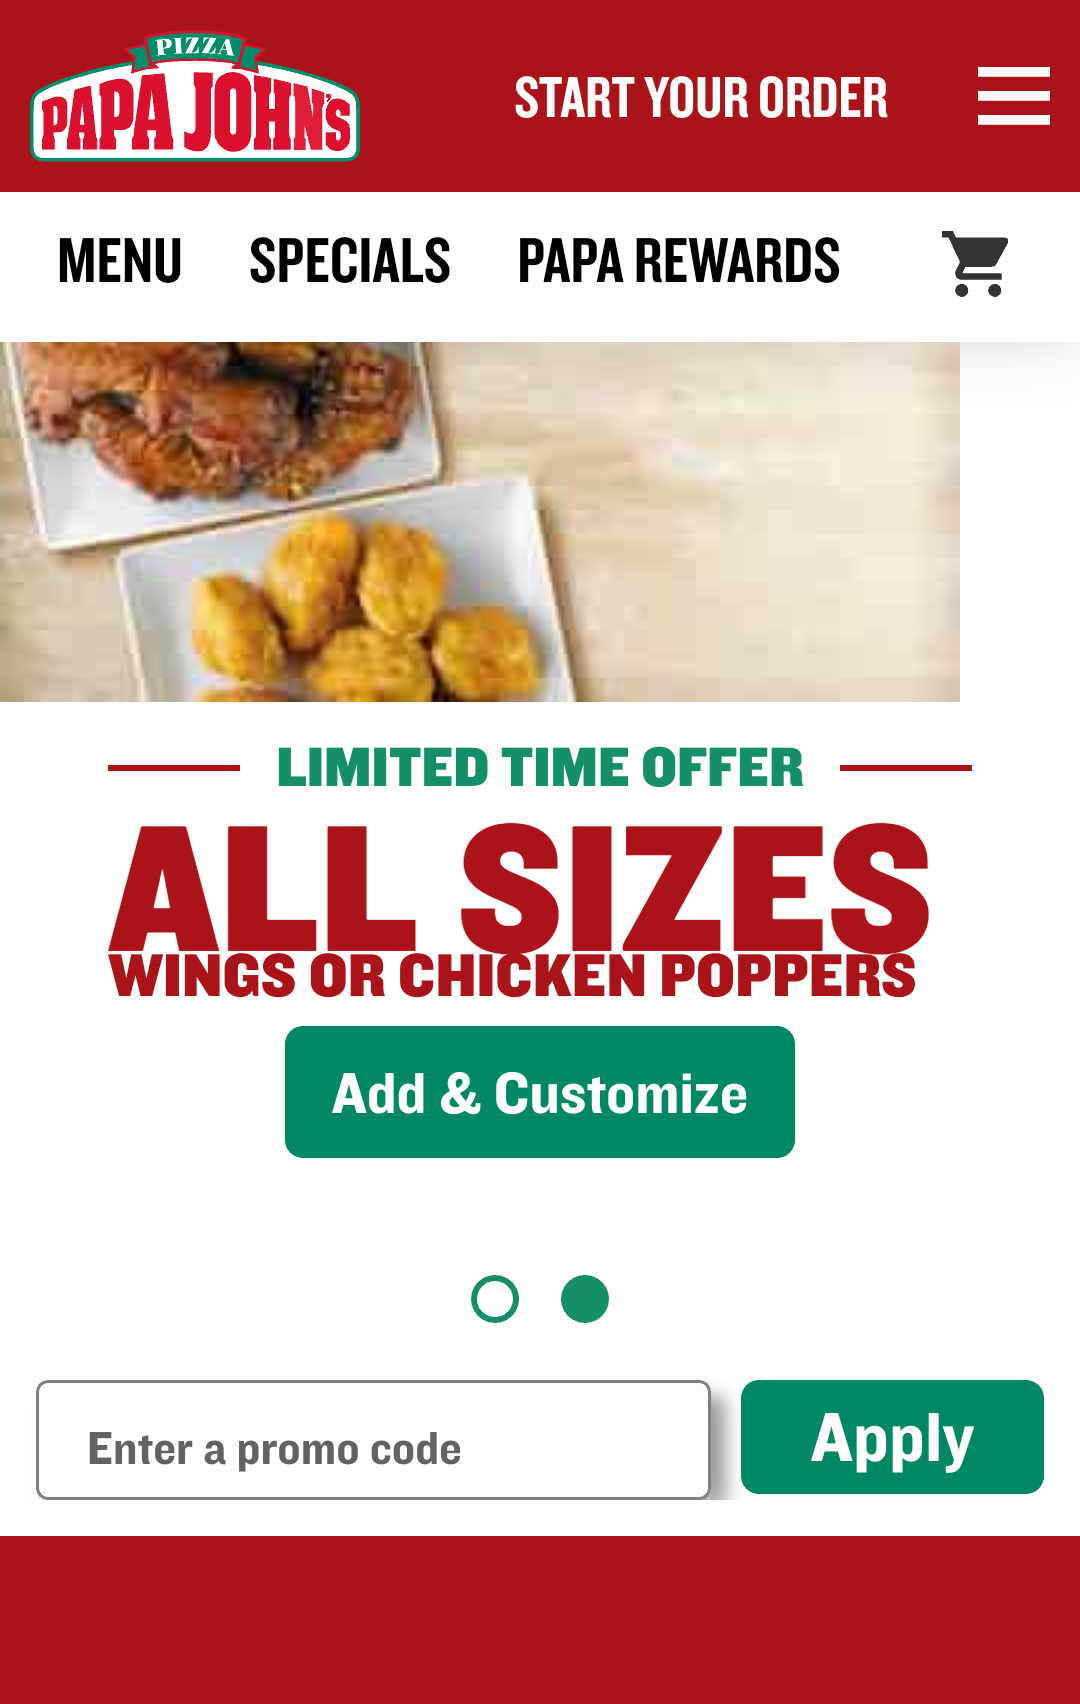 PIZZA
PAPA JOHN'S
START YOUR ORDER
MENU SPECIALS PAPA REWARDS
LIMITED TIME OFFER
ALL SIZES
WINGS OR CHICKEN POPPERS
Add & Customize
Enter a promo code
Apply